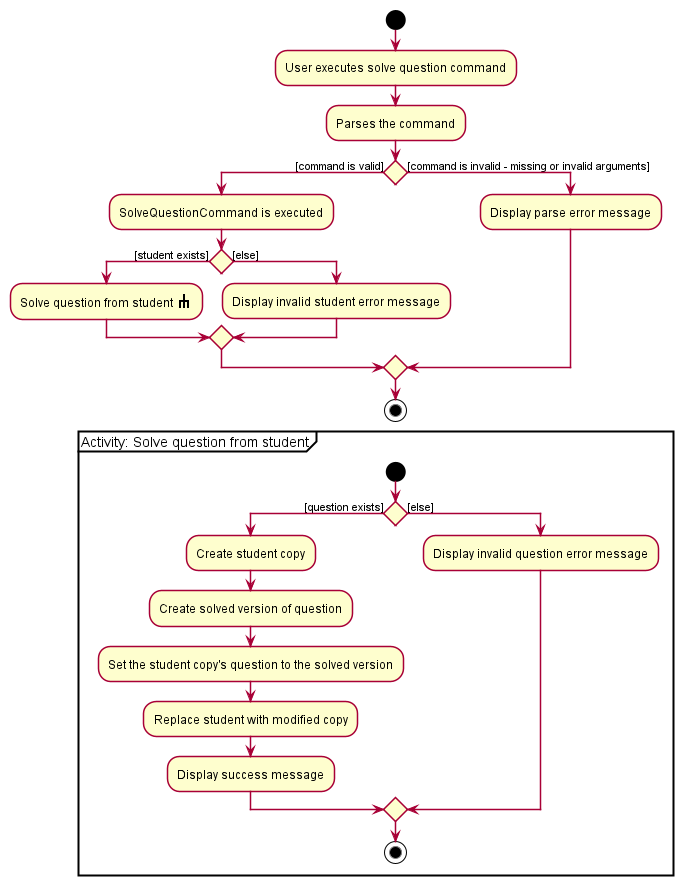 User executes solve question command
Parses the command
[command is valid]
[command is invalid - missing or invalid arguments]
SolveQuestionCommand is executed
Display parse error message
[student exists]
[else]
Solve question from student
Display invalid student error message
Activity: Solve question from student
[question exists]
[else]
Create student copy
Display invalid question error message
Create solved version of question
Set the student copy's question to the solved version
Replace student with modified copy
Display success message